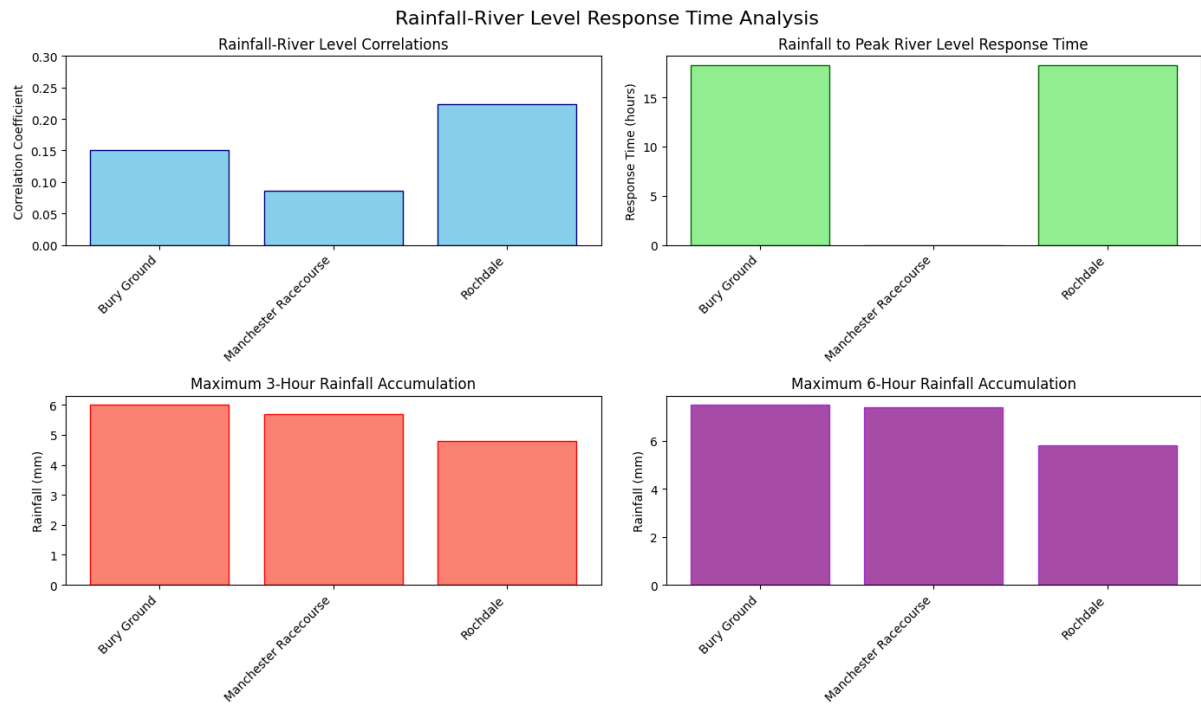 Rainfall-River Level Response Time Analysis
Rainfall-River Level Correlations
Correlation Coefficient
0.30
0.25
0.20
0.15
0.10
0.05
0.00
Bury Ground
Manchester Racecourse
Rochdale
Rainfall to Peak River Level Response Time
Response Time (hours)
15
10
5
0
Bury Ground
Manchester Racecourse
Rochdale
Maximum 3-Hour Rainfall Accumulation
Rainfall (mm)
6
5
4
3
2
1
0
Bury Ground
Manchester Racecourse
Rochdale
Maximum 6-Hour Rainfall Accumulation
Rainfall (mm)
6
4
2
0
Bury Ground
Manchester Racecourse
Rochdale